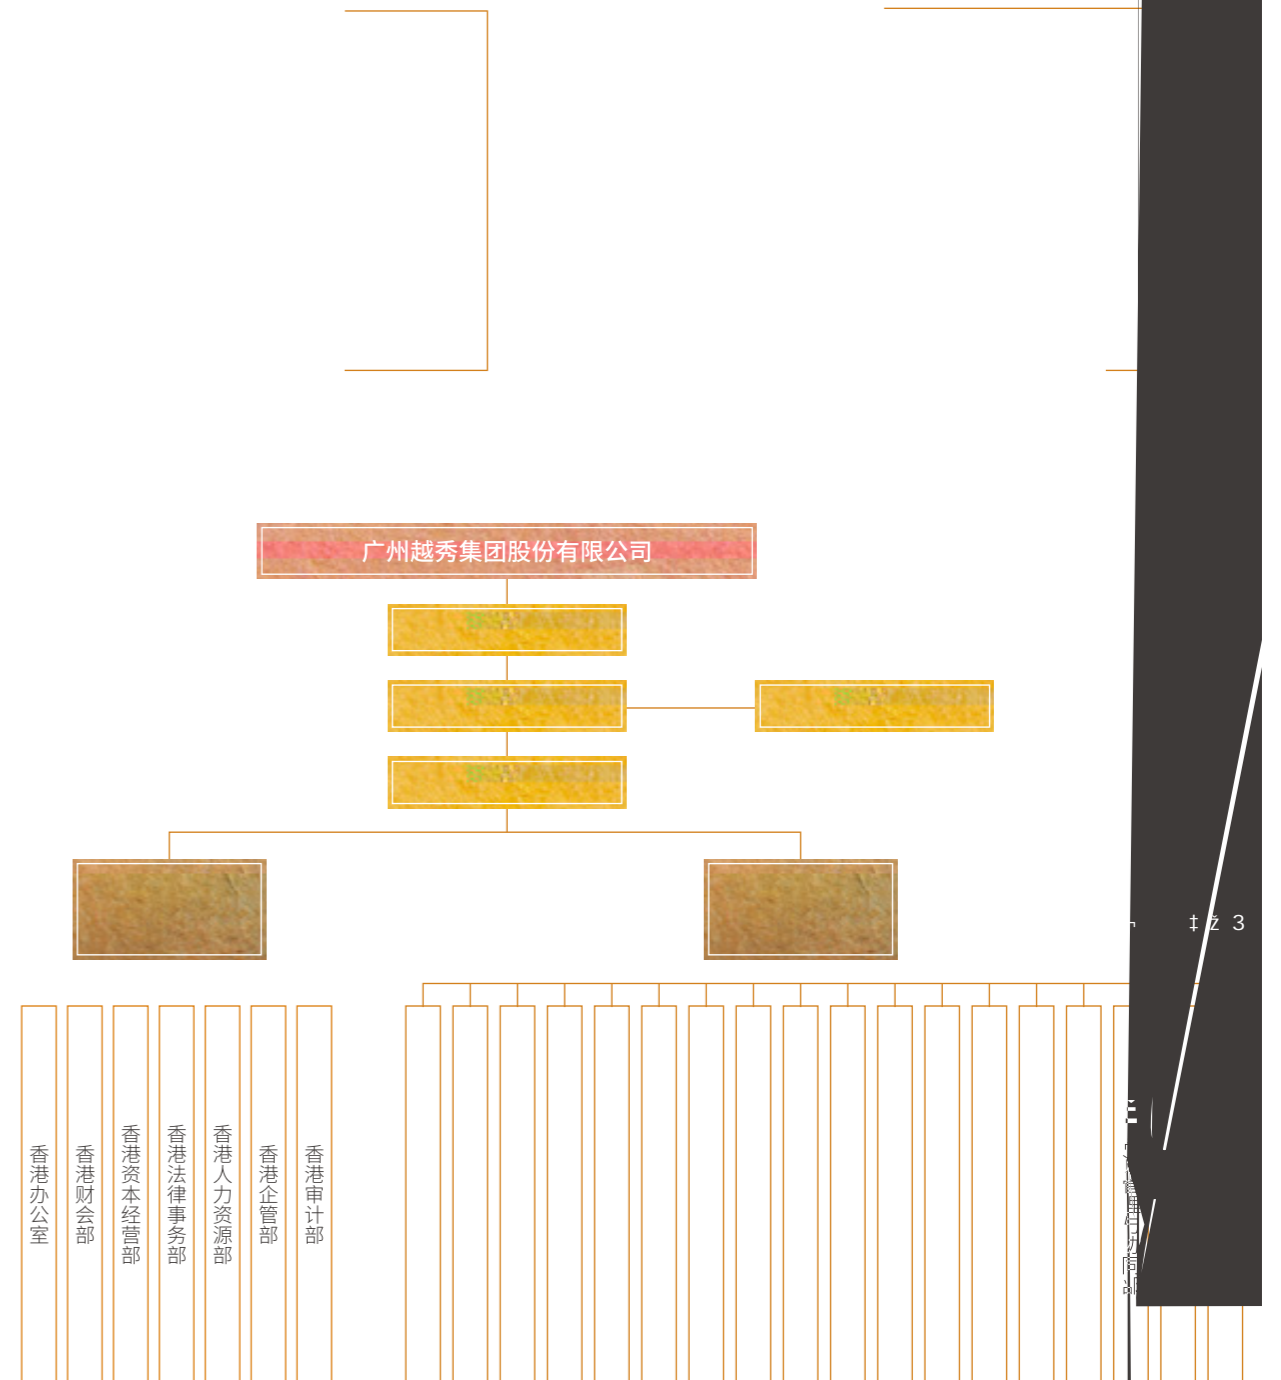 广州越秀集团股份有限公司
‡ž3
香港办公室
香港财会部
香港资本经营部
香港法律事务部
香港人力资源部
香港企管部
香港审计部